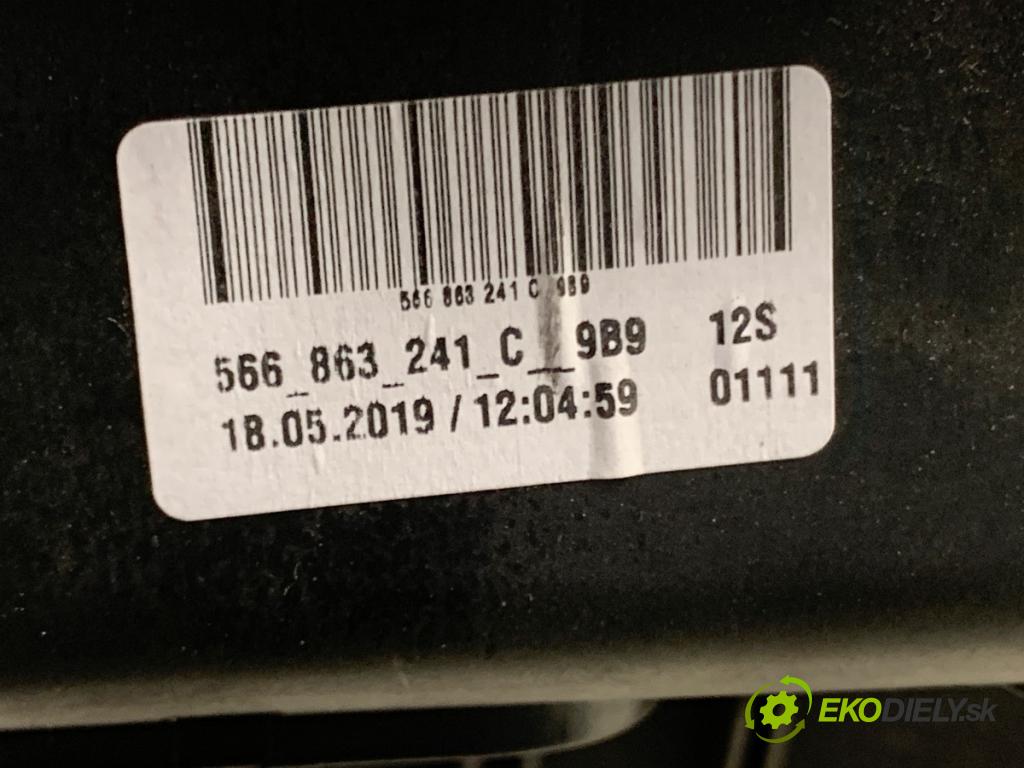 566 863 241 C 9B9
566_863_241_C__9B9 12S
18.05.2019 / 12:04:59 01111
EKODIELY.sk